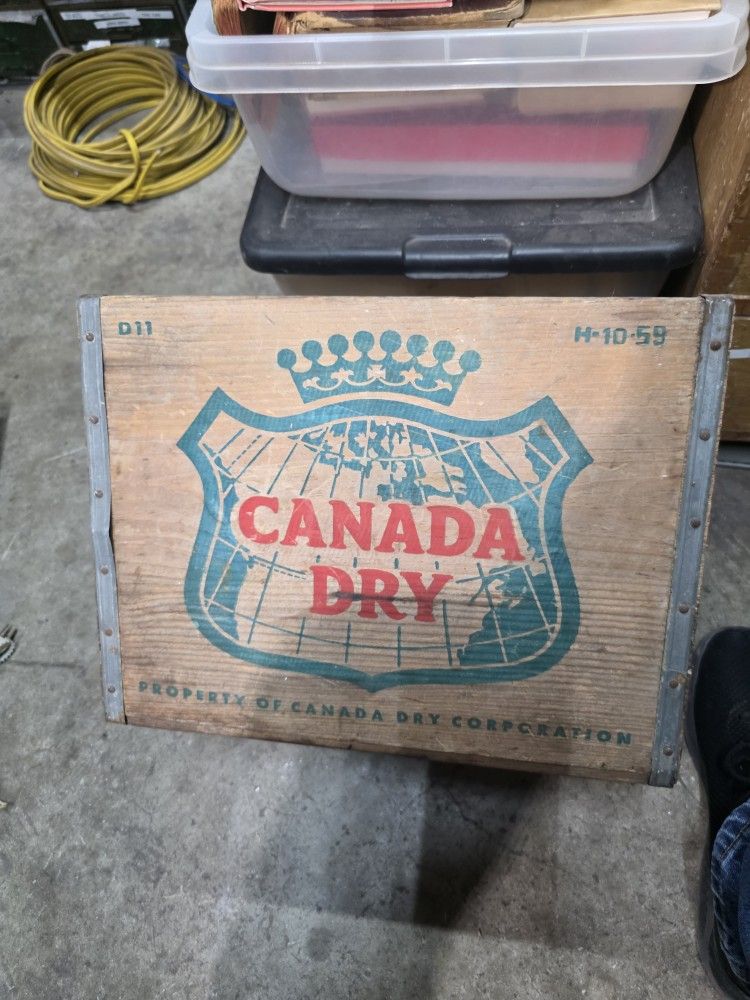 D11
H-10-59
CANADA
DRY
PROPERTY OF CANADA DRY CORPORATION